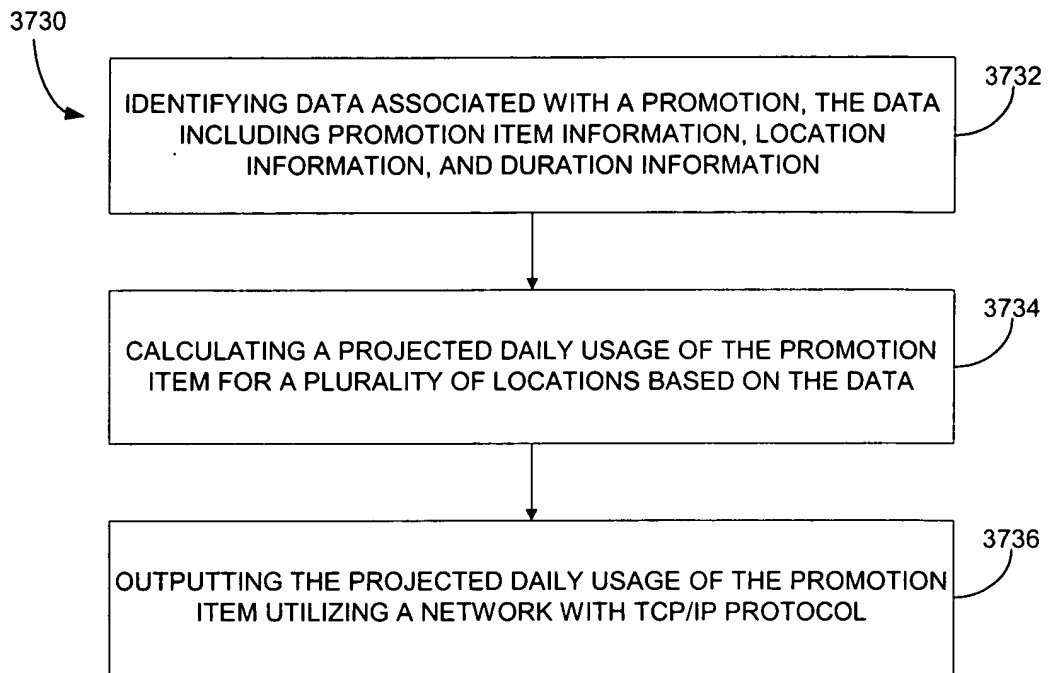 3730
3732
IDENTIFYING DATA ASSOCIATED WITH A PROMOTION, THE DATA
INCLUDING PROMOTION ITEM INFORMATION, LOCATION
INFORMATION, AND DURATION INFORMATION
3734
CALCULATING A PROJECTED DAILY USAGE OF THE PROMOTION
ITEM FOR A PLURALITY OF LOCATIONS BASED ON THE DATA
3736
OUTPUTTING THE PROJECTED DAILY USAGE OF THE PROMOTION
ITEM UTILIZING A NETWORK WITH TCP/IP PROTOCOL